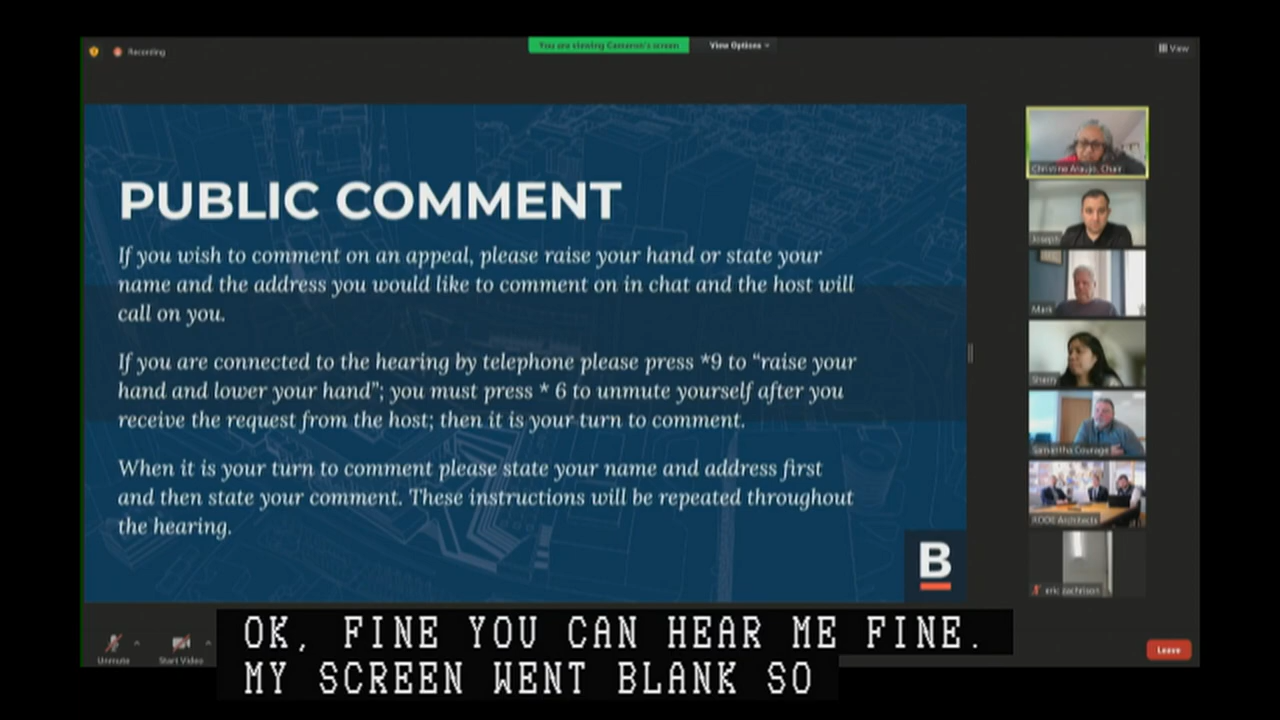 Recording
You are viewing Cameron's screen
View Options
View
PUBLIC COMMENT
If you wish to comment on an appeal, please raise your hand or state your
name and the address you would like to comment on in chat and the host will
call on you.
If you are connected to the hearing by telephone please press *9 to “raise your
hand and lower your hand”; you must press * 6 to unmute yourself after you
receive the request from the host; then it is your turn to comment.
When it is your turn to comment please state your name and address first
and then state your comment. These instructions will be repeated throughout
the hearing.
B
Christine Araujo, Chair
Joseph
Mark
Sherry
Samantha Courage
RODE Architects
eric zachrison
Unmute
Start Video
Leave
OK, FINE YOU CAN HEAR ME FINE.
MY SCREEN WENT BLANK SO